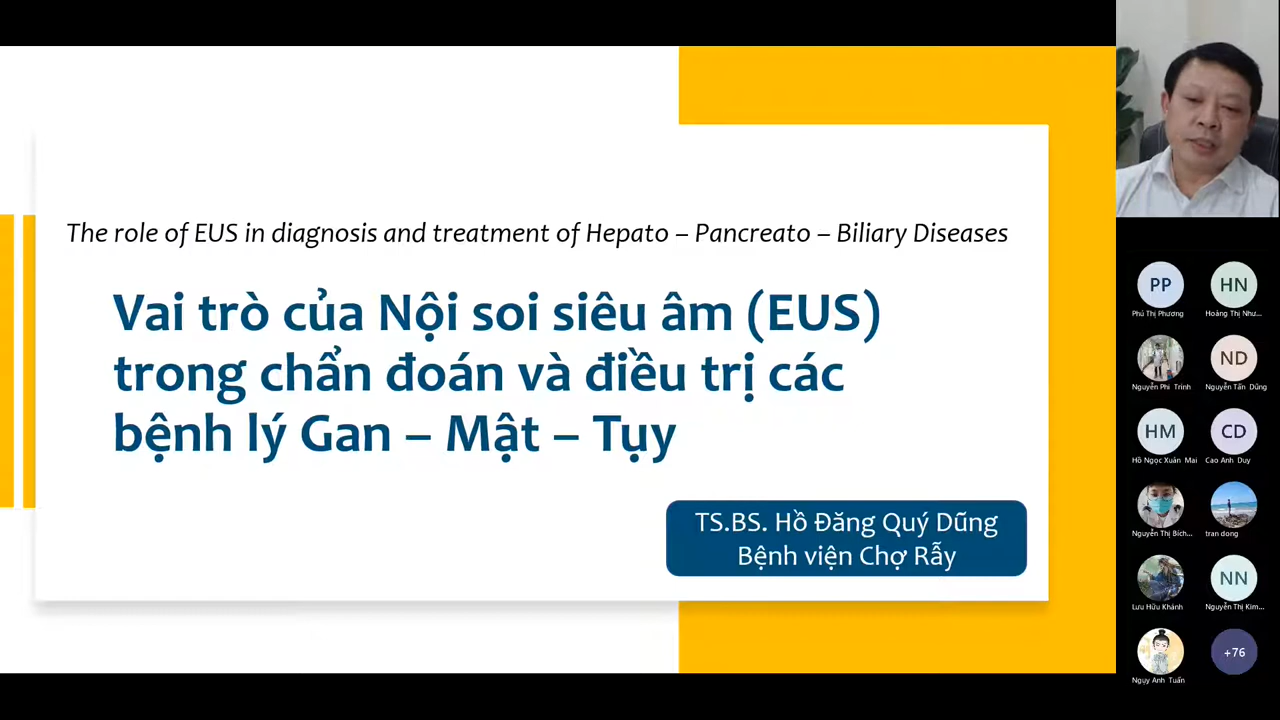 The role of EUS in diagnosis and treatment of Hepato – Pancreato – Biliary Diseases
Vai trò của Nội soi siêu âm (EUS)
trong chẩn đoán và điều trị các
bệnh lý Gan – Mật – Tụy
TS.BS. Hồ Đăng Quý Dũng
Bệnh viện Chợ Rẫy
PP
HN
Phú Thị Phương
Hoàng Thị Như...
ND
Nguyễn Phi Trình
Nguyễn Tấn Dũng
HM
CD
Hồ Ngọc Xuân Mai
Cao Anh Duy
Nguyễn Thị Bích...
tran dong
NN
Lưu Hữu Khánh
Nguyễn Thị Kim...
+76
Ngụy Anh Tuấn